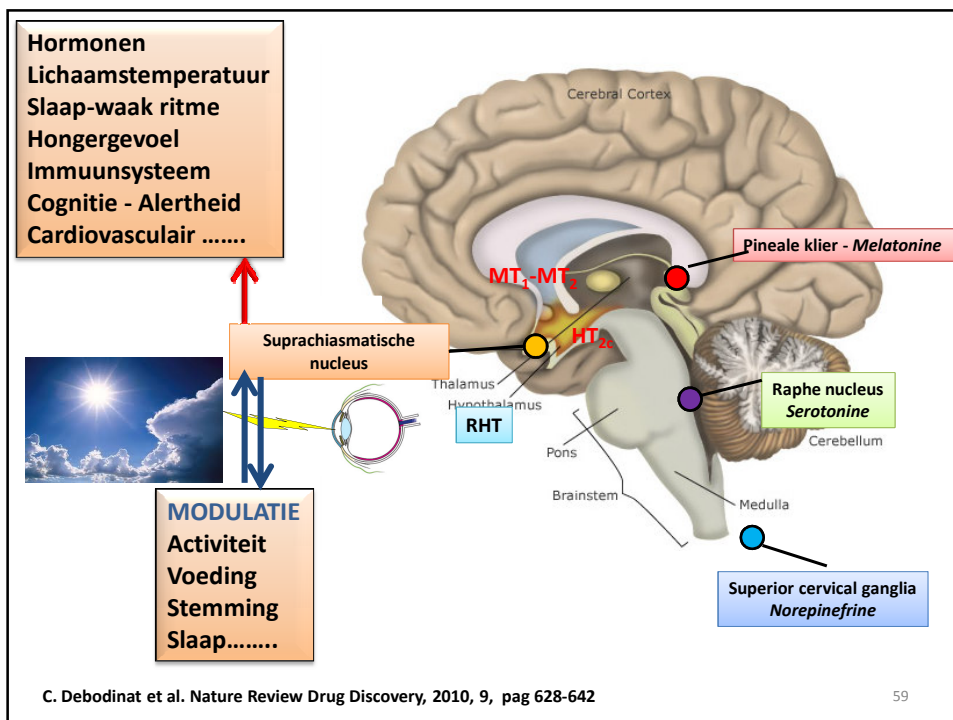 Hormonen
Lichaamstemperatuur
Slaap-waak ritme
Hongergevoel
Immuunsysteem
Cognitie - Alertheid
Cardiovasculair …….
Cerebral Cortex
Pineale klier - Melatonine
MT1-MT2
HT2c
Suprachiasmatische
nucleus
Thalamus
Hypothalamus
RHT
Raphe nucleus
Serotonine
Cerebellum
Pons
Brainstem
Medulla
MODULATIE
Activiteit
Voeding
Stemming
Slaap……..
Superior cervical ganglia
Norepinefrine
C. Debodinat et al. Nature Review Drug Discovery, 2010, 9, pag 628-642
59